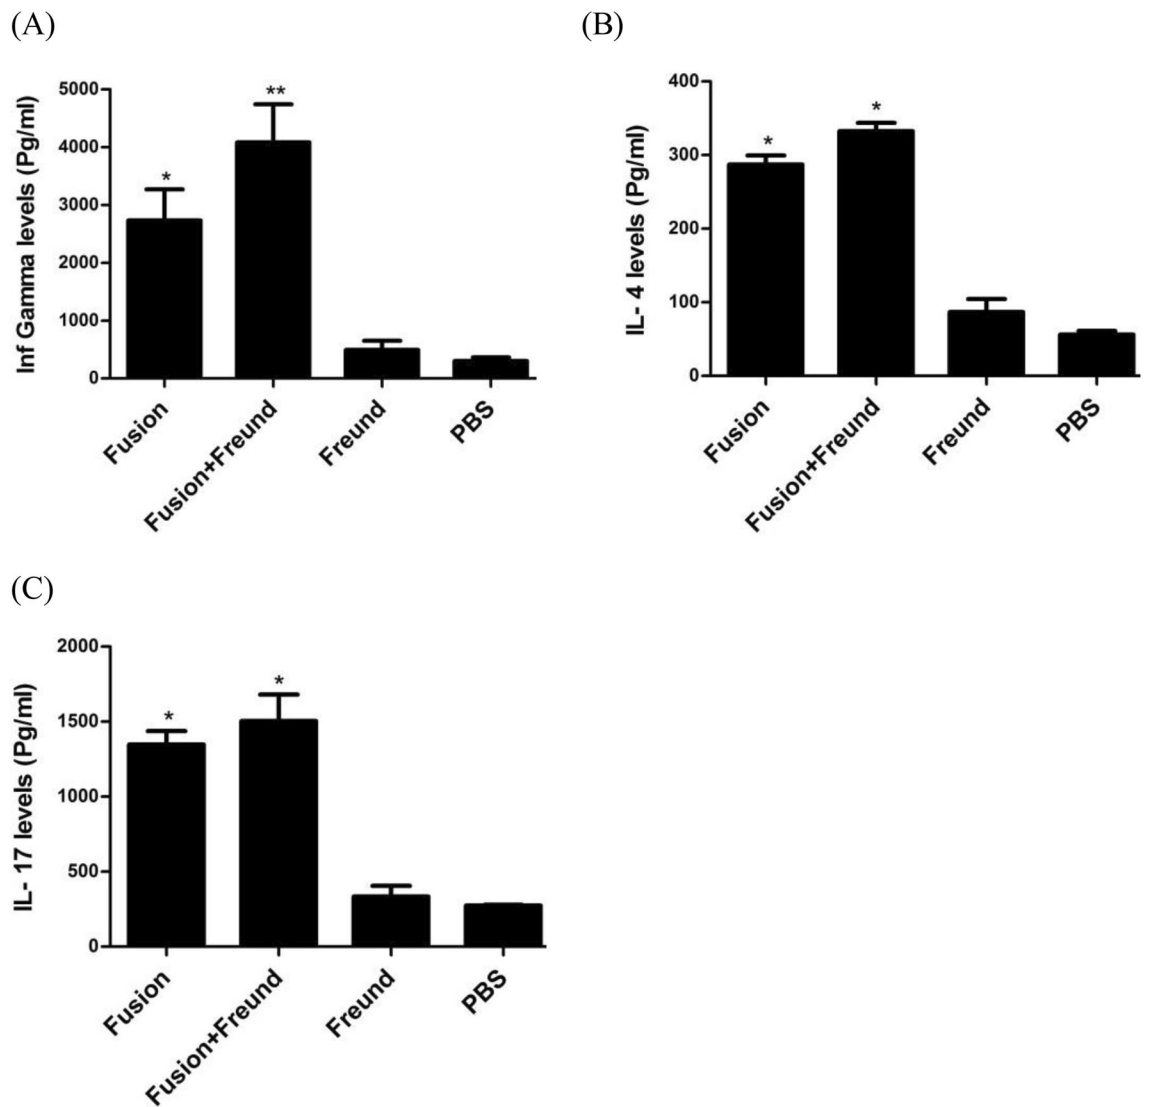 (A)
Inf Gamma levels (Pg/ml)
5000
4000
3000
2000
1000
0
*
**
Fusion
Fusion+Freund
Freund
PBS
(B)
IL- 4 levels (Pg/ml)
400
300
200
100
0
*
*
Fusion
Fusion+Freund
Freund
PBS
(C)
IL- 17 levels (Pg/ml)
2000
1500
1000
500
0
*
*
Fusion
Fusion+Freund
Freund
PBS